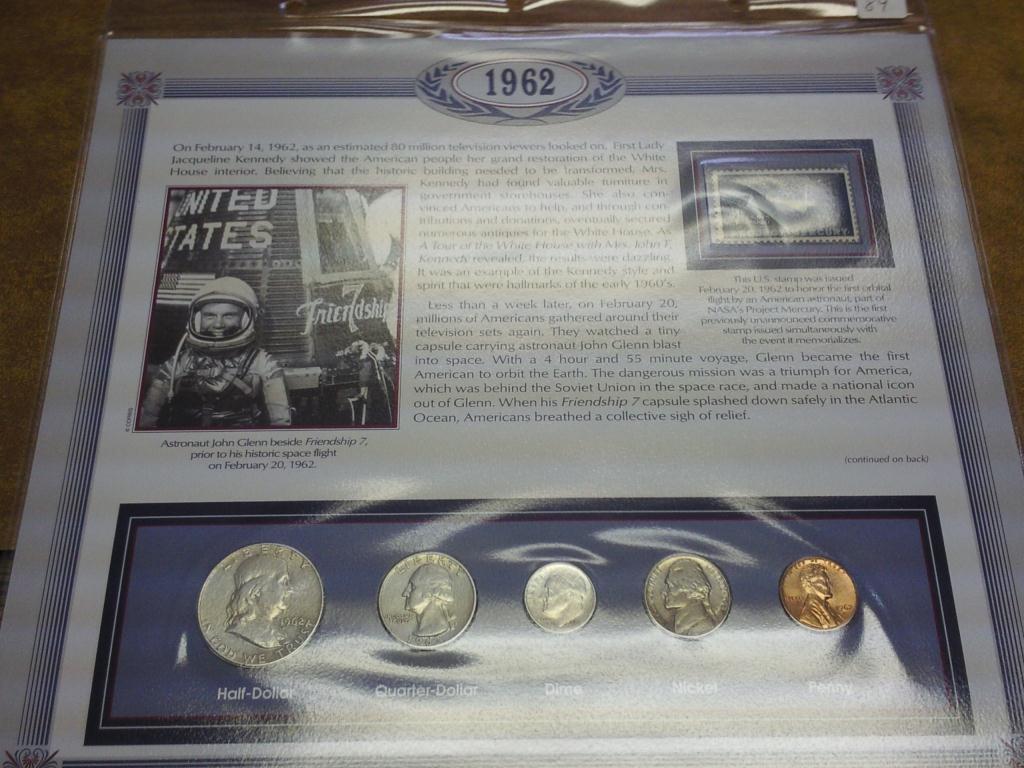 89
1962
On February 14, 1962, as an estimated 80 million television viewers looked on, First Lady
Jacqueline Kennedy showed the American people her grand restoration of the White
House interior. Believing that the historic building needed to be transformed, Mrs.
Kennedy had found valuable furniture in
government storehouses. She also con-
vinced Americans to help, and through con-
tributions and donations, eventually secured
numerous antiques for the White House. As
A Tour of the White House with Mrs. John F.
Kennedy revealed, the results were dazzling.
It was an example of the Kennedy style and
spirit that were hallmarks of the early 1960's.
Less than a week later, on February 20,
millions of Americans gathered around their
television sets again. They watched a tiny
capsule carrying astronaut John Glenn blast
into space. With a 4 hour and 55 minute voyage, Glenn became the first
American to orbit the Earth. The dangerous mission was a triumph for America,
which was behind the Soviet Union in the space race, and made a national icon
out of Glenn. When his Friendship 7 capsule splashed down safely in the Atlantic
Ocean, Americans breathed a collective sigh of relief.
(continued on back)
UNITED
STATES
Friendship
7
© CORBIS
Astronaut John Glenn beside Friendship 7,
prior to his historic space flight
on February 20, 1962.
This U.S. stamp was issued
February 20, 1962 to honor the first orbital
flight by an American astronaut, part of
NASA's Project Mercury. This is the first
previously unannounced commemorative
stamp issued simultaneously with
the event it memorializes.
LIBERTY
1962
IN GOD WE TRUST
LIBERTY
1962
Half-Dollar
Quarter-Dollar
Dime
Nickel
Penny